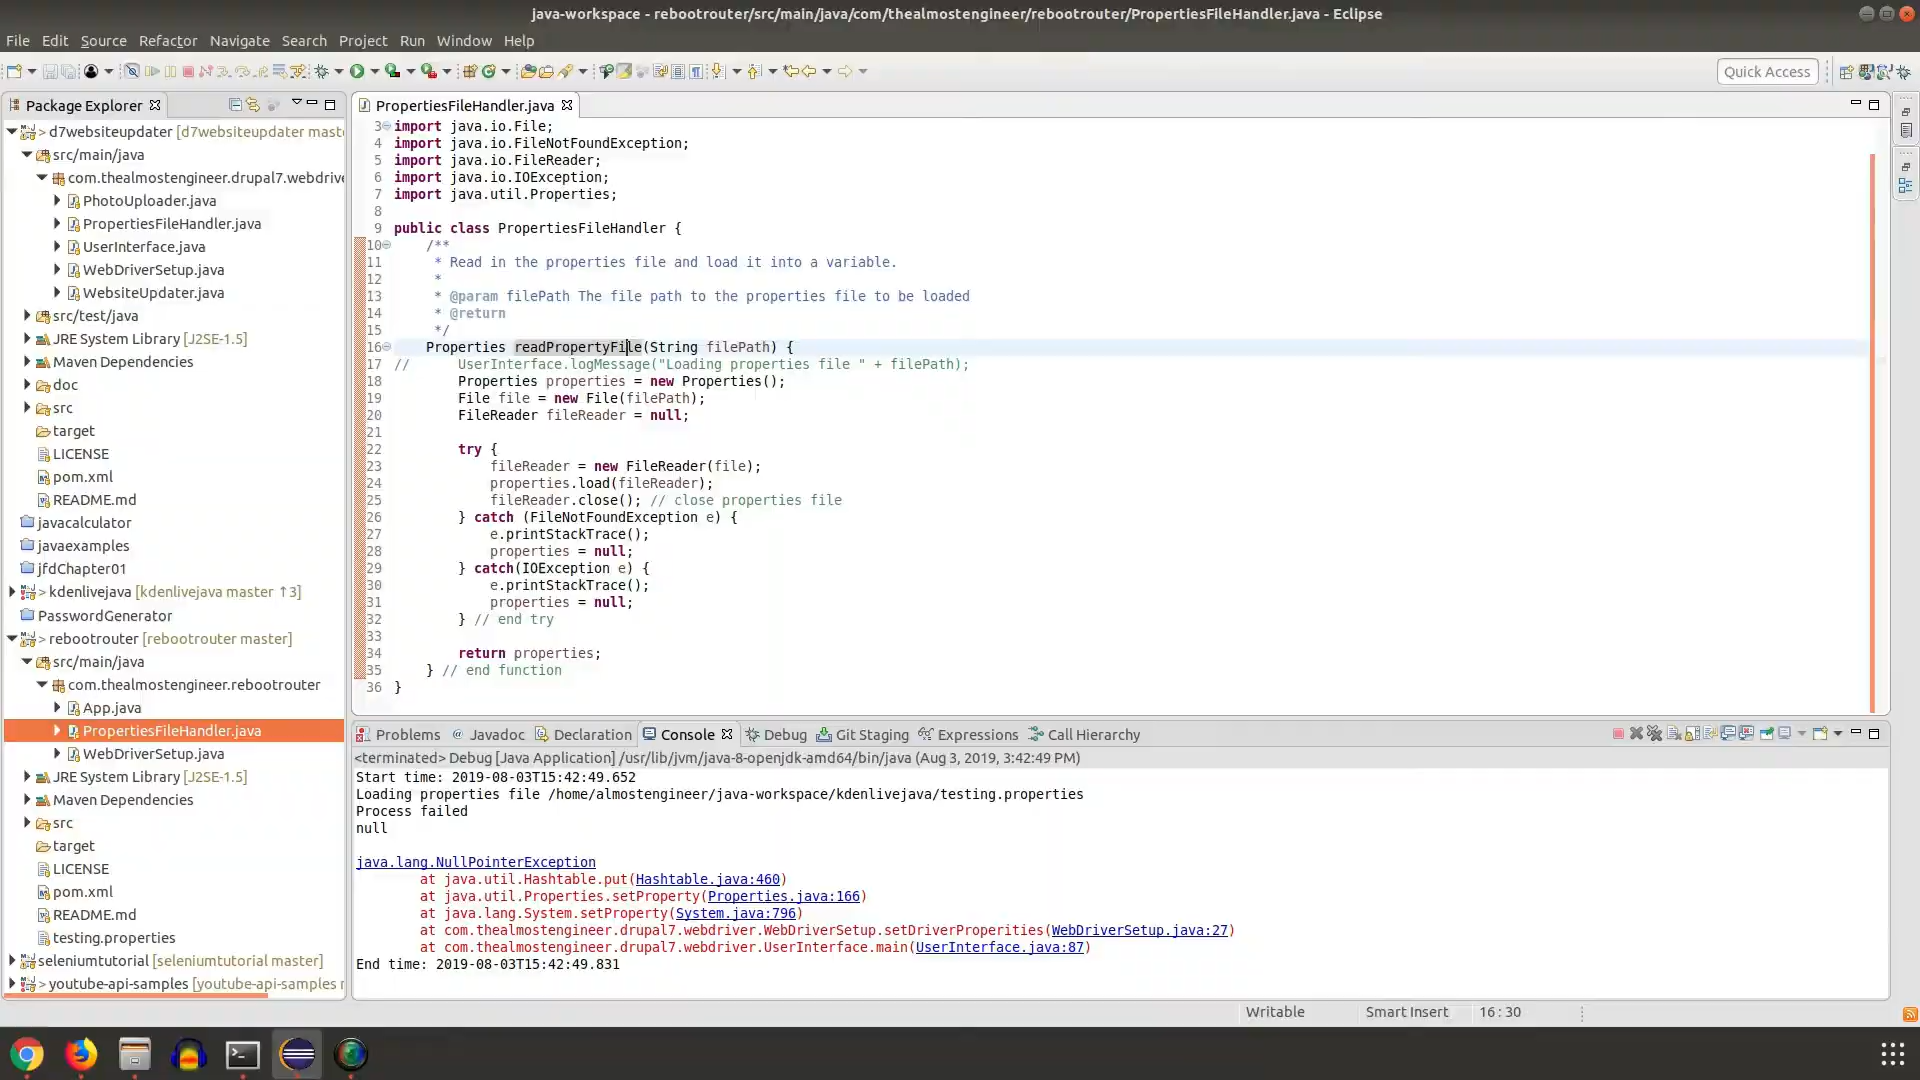 java-workspace - rebootrouter/src/main/java/com/thealmostengineer/rebootrouter/PropertiesFileHandler.java - Eclipse
File Edit Source Refactor Navigate Search Project Run Window Help
Quick Access
Package Explorer
> d7websiteupdater [d7websiteupdater mast
src/main/java
com.thealmostengineer.drupal7.webdrive
PhotoUploader.java
PropertiesFileHandler.java
UserInterface.java
WebDriverSetup.java
WebsiteUpdater.java
src/test/java
JRE System Library [J2SE-1.5]
Maven Dependencies
doc
src
target
LICENSE
pom.xml
README.md
javacalculator
javaexamples
jfdChapter01
> kdenlivejava [kdenlivejava master ↑3]
PasswordGenerator
> rebootrouter [rebootrouter master]
src/main/java
com.thealmostengineer.rebootrouter
App.java
PropertiesFileHandler.java
WebDriverSetup.java
JRE System Library [J2SE-1.5]
Maven Dependencies
src
target
LICENSE
pom.xml
README.md
testing.properties
seleniumtutorial [seleniumtutorial master]
> youtube-api-samples [youtube-api-samples r
PropertiesFileHandler.java
3 import java.io.File;
4 import java.io.FileNotFoundException;
5 import java.io.FileReader;
6 import java.io.IOException;
7 import java.util.Properties;
8
9 public class PropertiesFileHandler {
10 /**
11 * Read in the properties file and load it into a variable.
12 *
13 * @param filePath The file path to the properties file to be loaded
14 * @return
15 */
16 Properties readPropertyFile(String filePath) {
17 // UserInterface.logMessage("Loading properties file " + filePath);
18 Properties properties = new Properties();
19 File file = new File(filePath);
20 FileReader fileReader = null;
21
22 try {
23 fileReader = new FileReader(file);
24 properties.load(fileReader);
25 fileReader.close(); // close properties file
26 } catch (FileNotFoundException e) {
27 e.printStackTrace();
28 properties = null;
29 } catch(IOException e) {
30 e.printStackTrace();
31 properties = null;
32 } // end try
33
34 return properties;
35 } // end function
36 }
Problems @ Javadoc Declaration Console Debug Git Staging Expressions Call Hierarchy
<terminated> Debug [Java Application] /usr/lib/jvm/java-8-openjdk-amd64/bin/java (Aug 3, 2019, 3:42:49 PM)
Start time: 2019-08-03T15:42:49.652
Loading properties file /home/almostengineer/java-workspace/kdenlivejava/testing.properties
Process failed
null
java.lang.NullPointerException
at java.util.Hashtable.put(Hashtable.java:460)
at java.util.Properties.setProperty(Properties.java:166)
at java.lang.System.setProperty(System.java:796)
at com.thealmostengineer.drupal7.webdriver.WebDriverSetup.setDriverProperities(WebDriverSetup.java:27)
at com.thealmostengineer.drupal7.webdriver.UserInterface.main(UserInterface.java:87)
End time: 2019-08-03T15:42:49.831
Writable Smart Insert 16 : 30